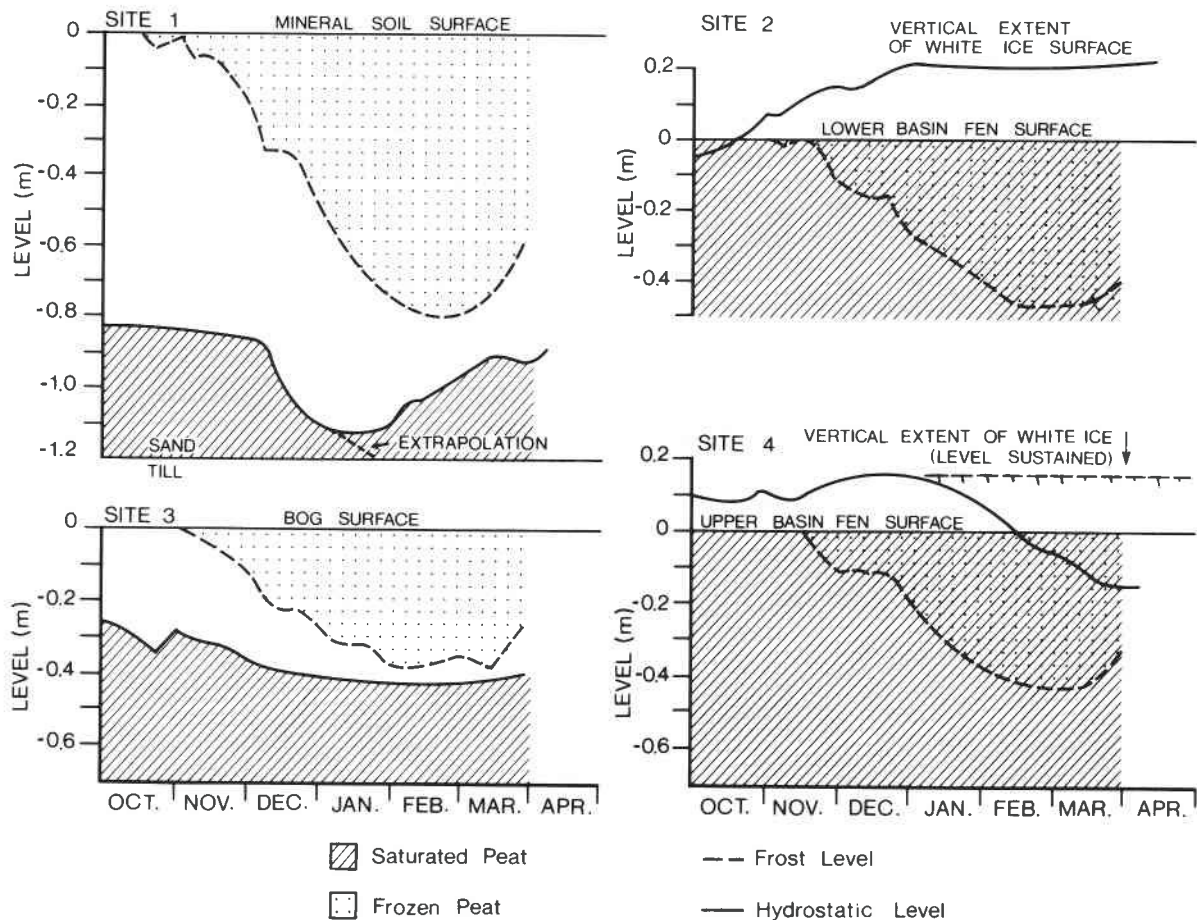 SITE 1
MINERAL SOIL SURFACE
0
-0.2
-0.4
-0.6
-0.8
-1.0
-1.2
LEVEL (m)
EXTRAPOLATION
SAND
TILL
SITE 2
VERTICAL EXTENT
OF WHITE ICE SURFACE
0.2
0
-0.2
-0.4
LEVEL (m)
LOWER BASIN FEN SURFACE
SITE 3
BOG SURFACE
0
-0.2
-0.4
-0.6
LEVEL (m)
OCT. NOV. DEC. JAN. FEB. MAR. APR.
SITE 4
VERTICAL EXTENT OF WHITE ICE
(LEVEL SUSTAINED)
0.2
0
-0.2
-0.4
-0.6
LEVEL (m)
UPPER BASIN FEN SURFACE
OCT. NOV. DEC. JAN. FEB. MAR. APR.
Saturated Peat
Frozen Peat
Frost Level
Hydrostatic Level